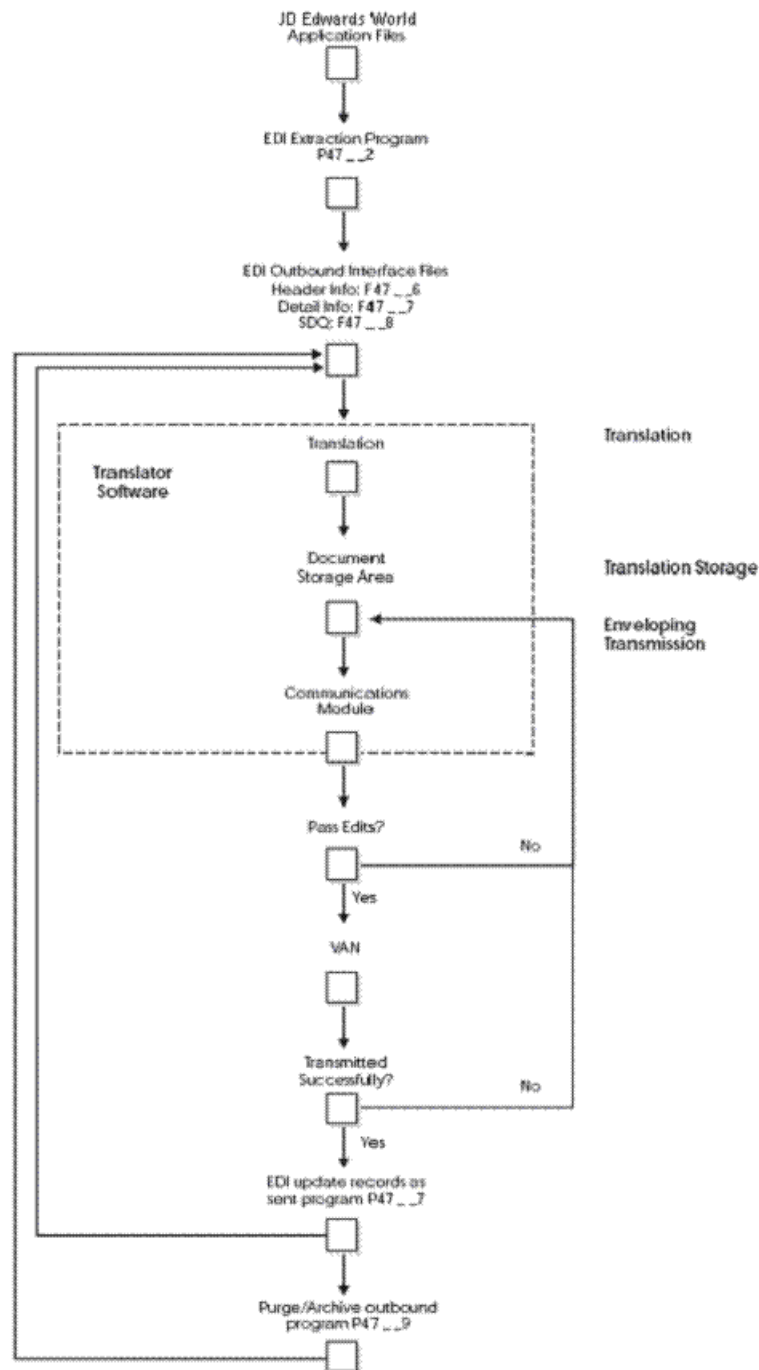 JD Edwards World
Application Files
EDI Extraction Program
P47 _ _2
EDI Outbound Interface Files
Header Info: F47 _ _6
Detail Info: F47 _ _7
SDQ: F47 _ _8
Translation
Translation
Translator
Software
Document
Storage Area
Translation Storage
Enveloping
Transmission
Communications
Module
Pass Edits?
No
Yes
VAN
Transmitted
Successfully?
No
Yes
EDI update records as
sent program P47 _ _7
Purge/Archive outbound
program P47 _ _9